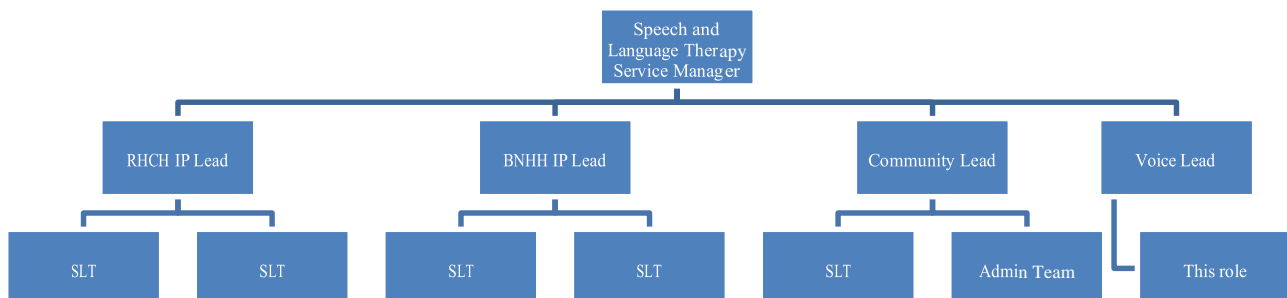 Speech and
Language Therapy
Service Manager
RHCH IP Lead
BNHH IP Lead
Community Lead
Voice Lead
SLT
SLT
SLT
SLT
SLT
Admin Team
This role